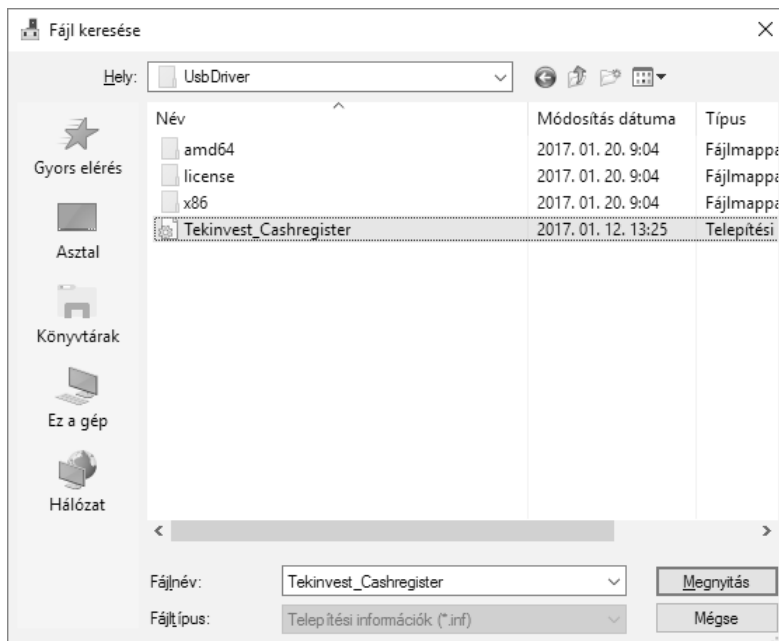 Fájl keresése
Hely: UsbDriver
Név Módosítás dátuma Típus
amd64 2017. 01. 20. 9:04 Fájlmappa
license 2017. 01. 20. 9:04 Fájlmappa
x86 2017. 01. 20. 9:04 Fájlmappa
Tekinvest_Cashregister 2017. 01. 12. 13:25 Telepítési
Gyors elérés
Asztal
Könyvtárak
Ez a gép
Hálózat
Fájlnév: Tekinvest_Cashregister Megnyitás
Fájltípus: Telepítési információk (*.inf) Mégse